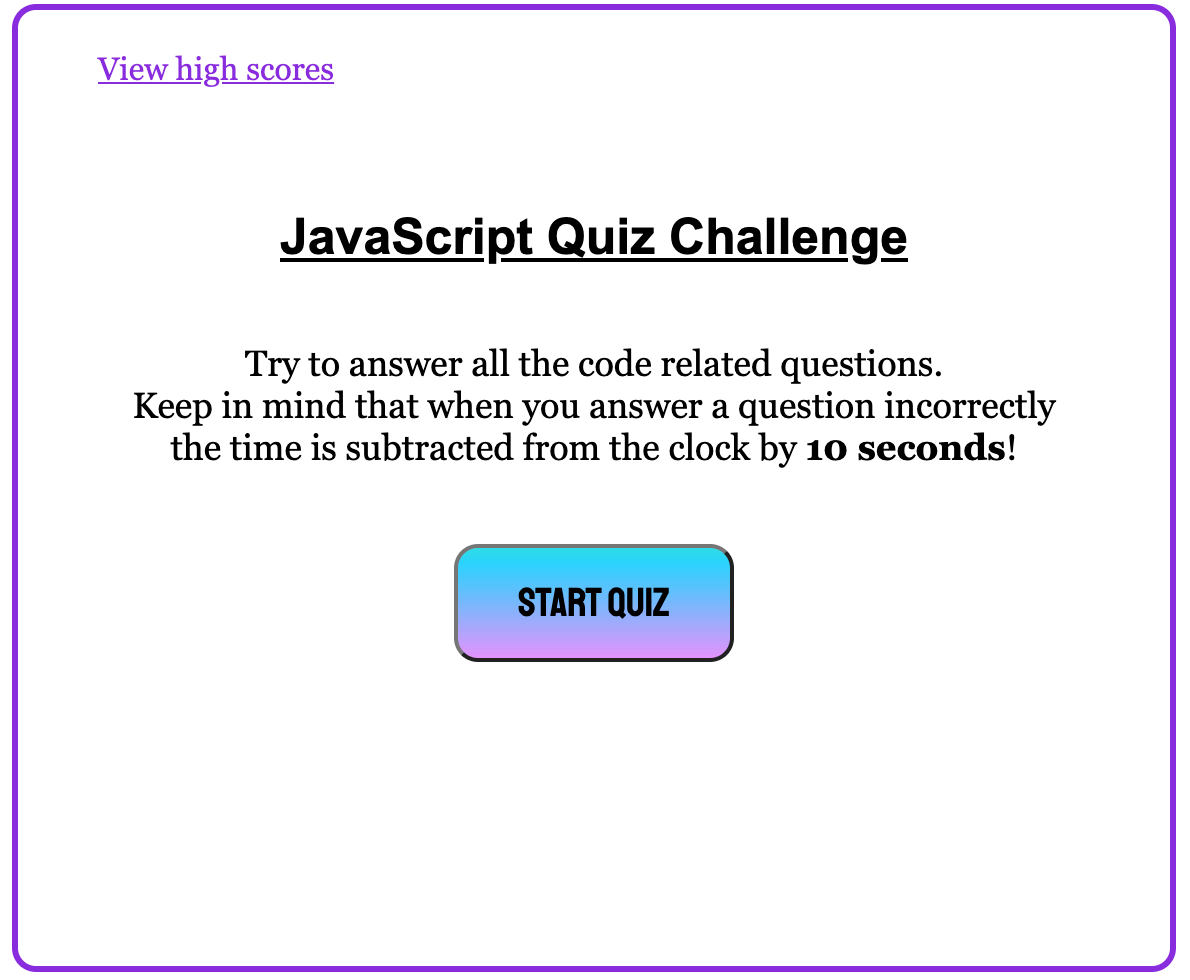 View high scores
JavaScript Quiz Challenge
Try to answer all the code related questions.
Keep in mind that when you answer a question incorrectly
the time is subtracted from the clock by 10 seconds!
START QUIZ